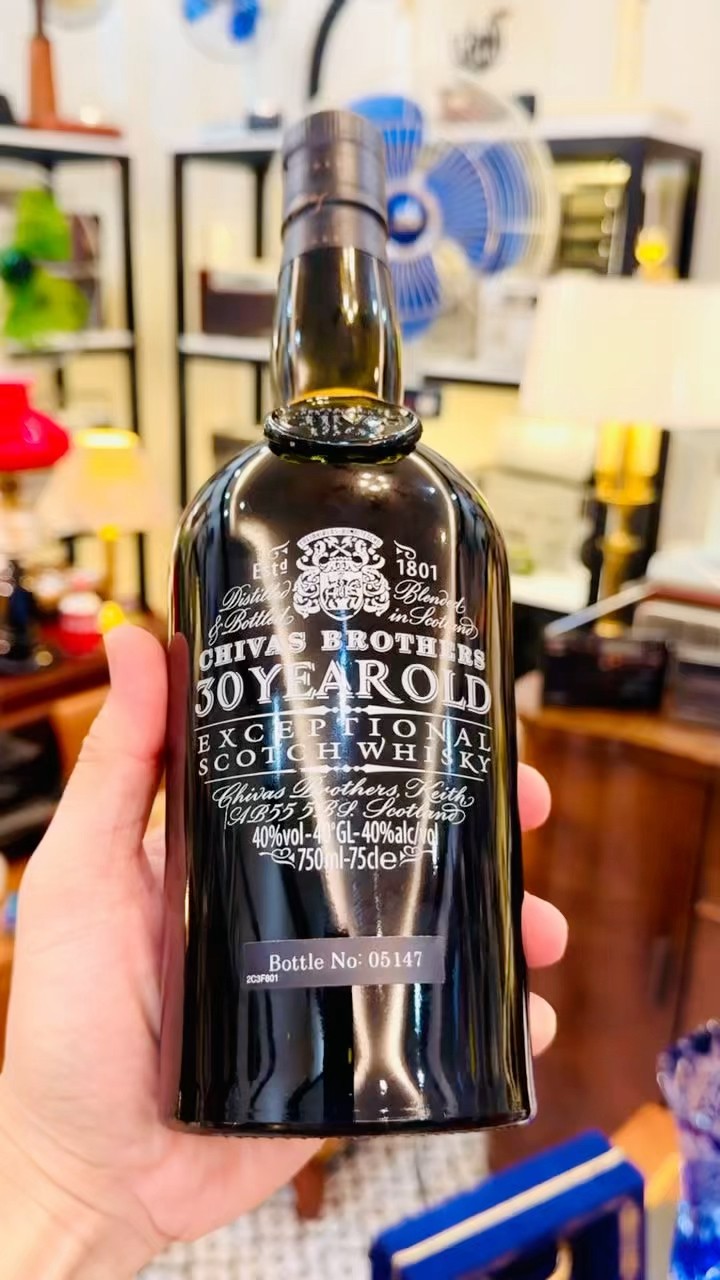 Estd 1801
Distilled Blended
& Bottled in Scotland
CHIVAS BROTHERS
30 YEAR OLD
EXCEPTIONAL
SCOTCH WHISKY
Chivas Brothers, Keith
AB55 5BS, Scotland
40%vol-40°GL-40%alc/vol
750ml-75cle
Bottle No: 05147
2C3F801